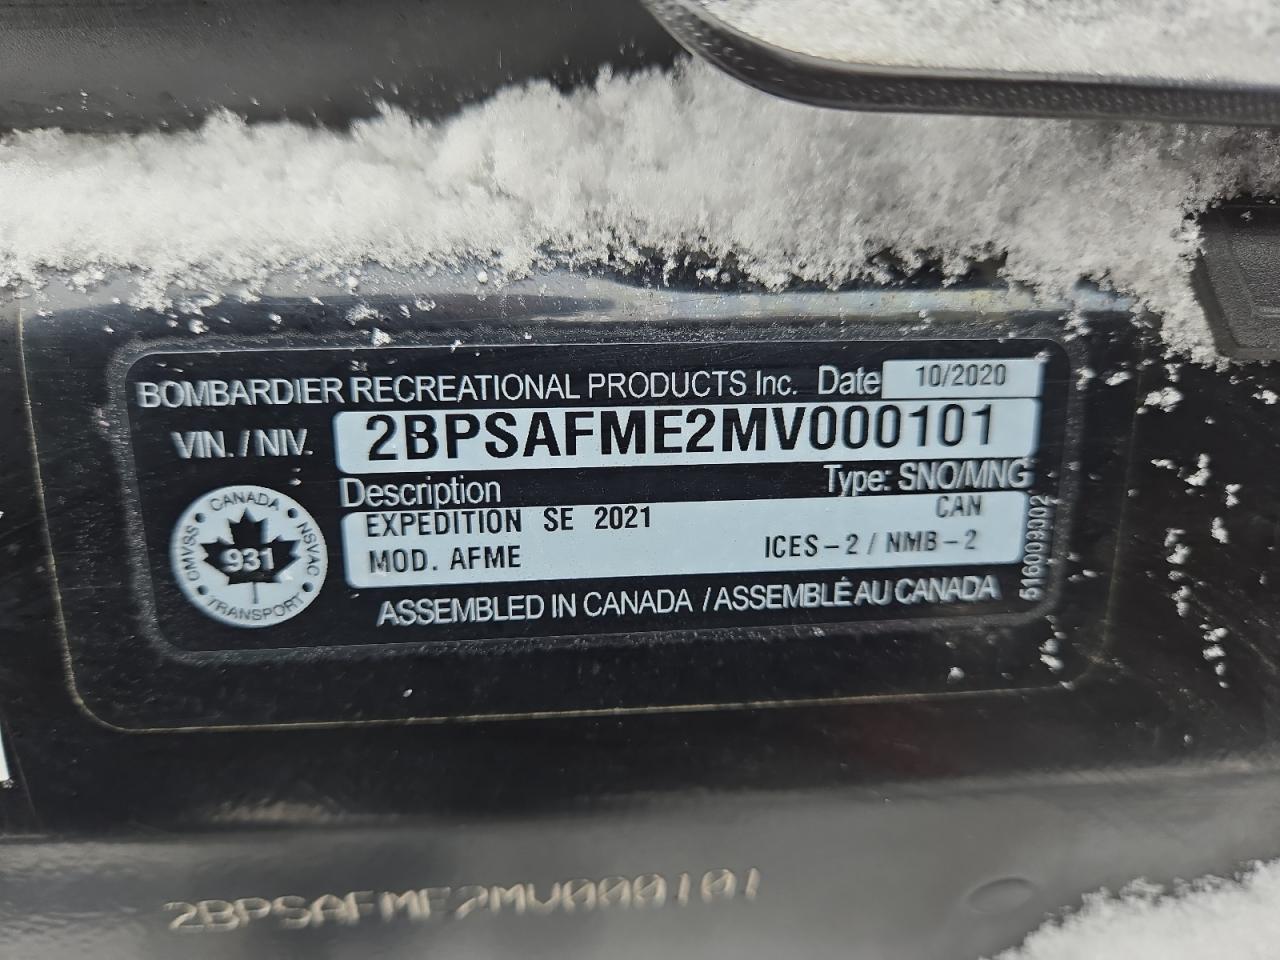 BOMBARDIER RECREATIONAL PRODUCTS Inc. Date 10/2020
VIN. / NIV. 2BPSAFME2MV000101
Description Type: SNO/MNG
EXPEDITION SE 2021 CAN
MOD. AFME ICES-2 / NMB-2
ASSEMBLED IN CANADA / ASSEMBLÉ AU CANADA
516009002
CANADA
CMVSS • NSVAC
931
TRANSPORT
2BPSAFME2MV000101